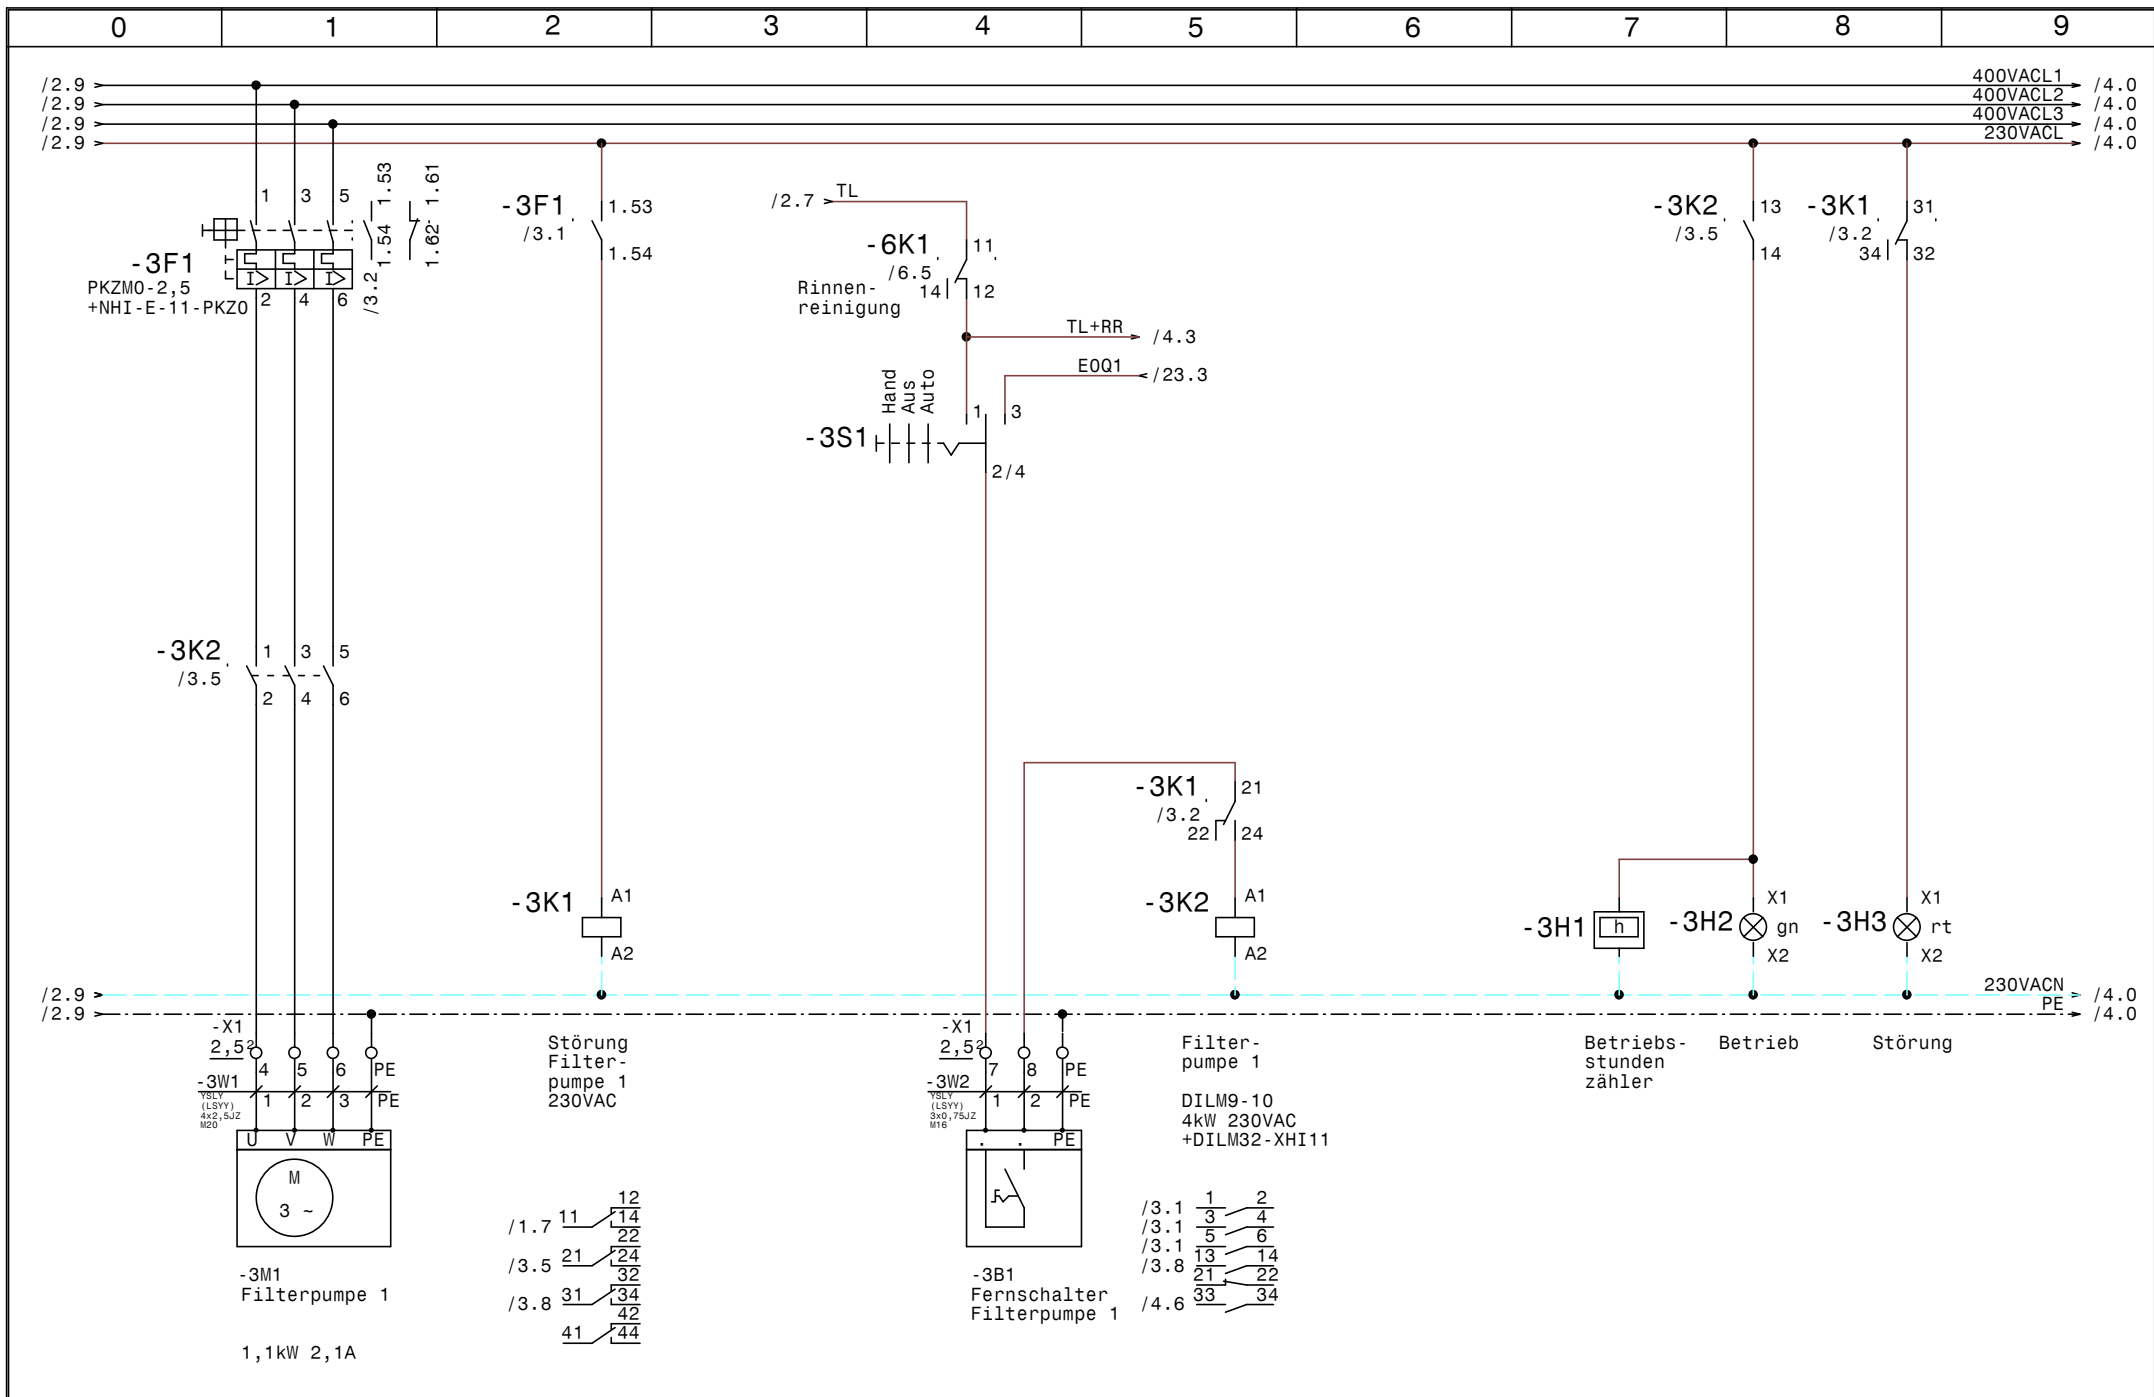 0 1 2 3 4 5 6 7 8 9
/2.9 400VACL1 /4.0
/2.9 400VACL2 /4.0
/2.9 400VACL3 /4.0
/2.9 230VACL /4.0
1 3 5
1.53
1.54
1.61
1.62
/3.2
-3F1
PKZM0-2,5
+NHI-E-11-PKZ0
I> I> I>
2 4 6
-3F1
/3.1
1.53
1.54
/2.7 TL
-6K1
/6.5
11
14 12
Rinnen-
reinigung
TL+RR /4.3
E0Q1 /23.3
Hand
Aus
Auto
1 3
-3S1
2/4
-3K2
/3.5
13
14
-3K1
/3.2
31
34 32
-3K2
/3.5
1 3 5
2 4 6
-3K1
/3.2
21
22 24
-3K1
A1
A2
-3K2
A1
A2
-3H1
h
-3H2
X1
gn
X2
-3H3
X1
rt
X2
/2.9 230VACN /4.0
/2.9 PE /4.0
-X1
2,5²
4 5 6 PE
-3W1
YSLY
(LSYY)
4x2,5JZ
M20
1 2 3 PE
U V W PE
M
3 ~
-3M1
Filterpumpe 1
1,1kW 2,1A
Störung
Filter-
pumpe 1
230VAC
12
/1.7 11 14
22
/3.5 21 24
32
/3.8 31 34
42
41 44
-X1
2,5²
7 8 PE
-3W2
YSLY
(LSYY)
3x0,75JZ
M16
1 2 PE
. . PE
-3B1
Fernschalter
Filterpumpe 1
Filter-
pumpe 1
DILM9-10
4kW 230VAC
+DILM32-XHI11
/3.1 1 2
/3.1 3 4
/3.1 5 6
/3.8 13 14
21 22
/4.6 33 34
Betriebs-
stunden
zähler
Betrieb
Störung